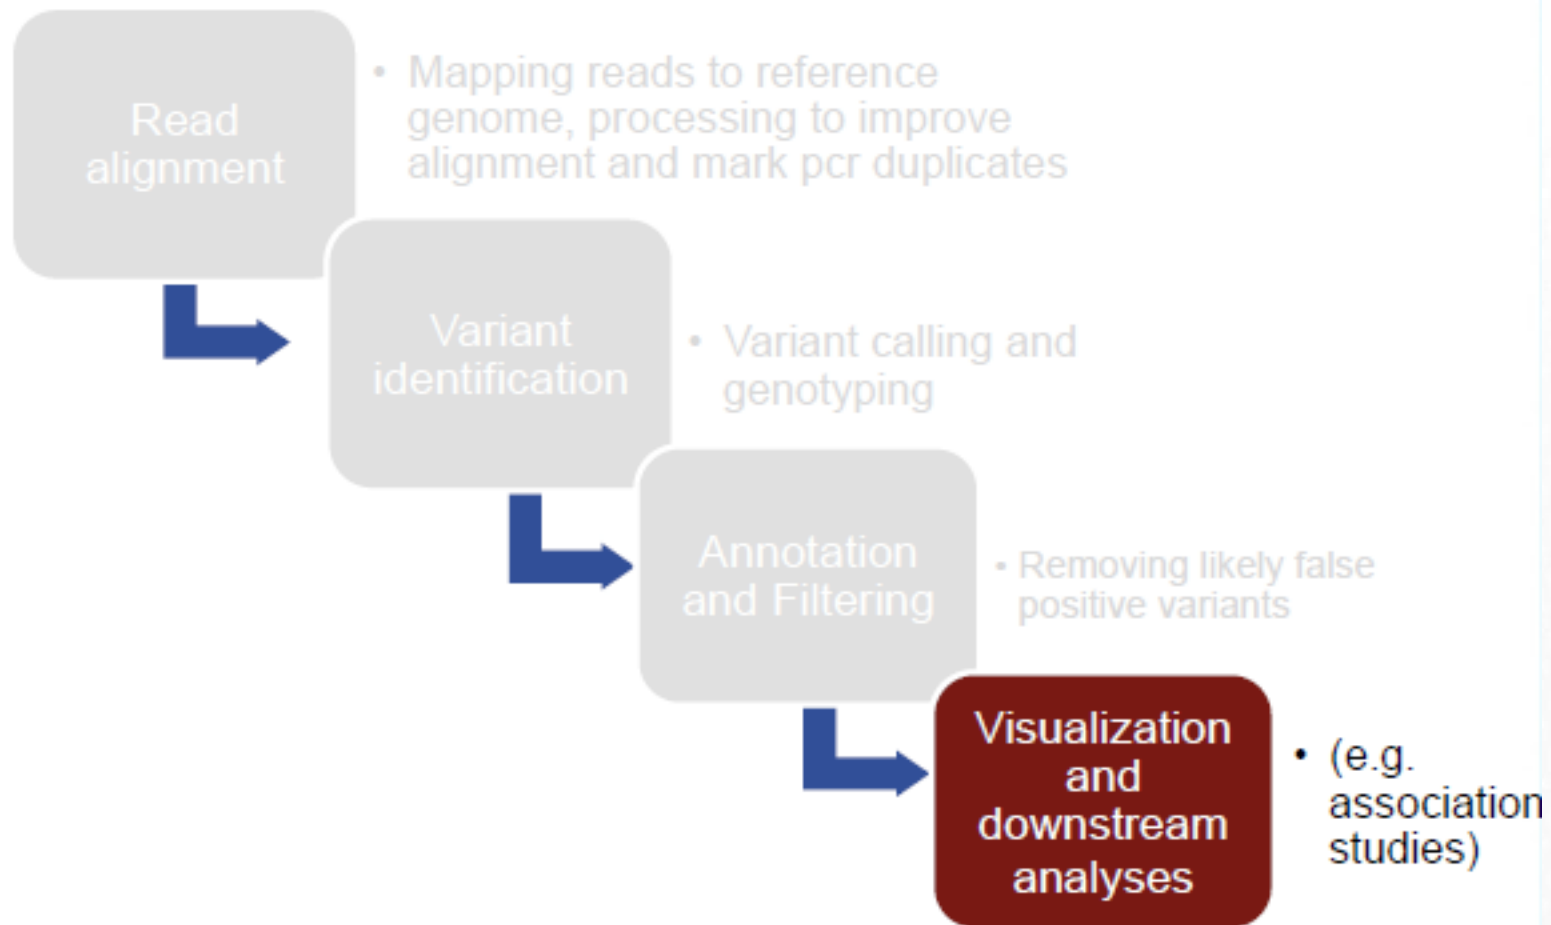 Read
alignment
• Mapping reads to reference
genome, processing to improve
alignment and mark pcr duplicates
Variant
identification
• Variant calling and
genotyping
Annotation
and Filtering
• Removing likely false
positive variants
Visualization
and
downstream
analyses
• (e.g.
association
studies)